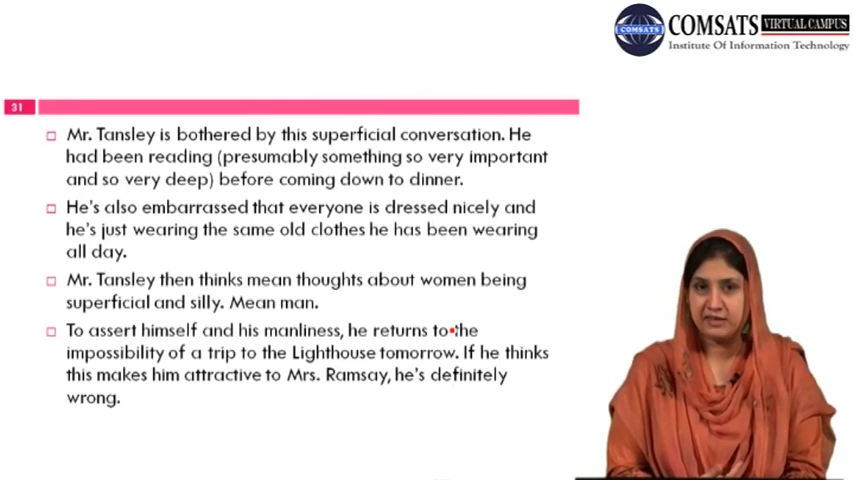 COMSATS VIRTUAL CAMPUS
COMSATS
Institute Of Information Technology
31
Mr. Tansley is bothered by this superficial conversation. He
had been reading (presumably something so very important
and so very deep) before coming down to dinner.
He's also embarrassed that everyone is dressed nicely and
he's just wearing the same old clothes he has been wearing
all day.
Mr. Tansley then thinks mean thoughts about women being
superficial and silly. Mean man.
To assert himself and his manliness, he returns to the
impossibility of a trip to the Lighthouse tomorrow. If he thinks
this makes him attractive to Mrs. Ramsay, he's definitely
wrong.